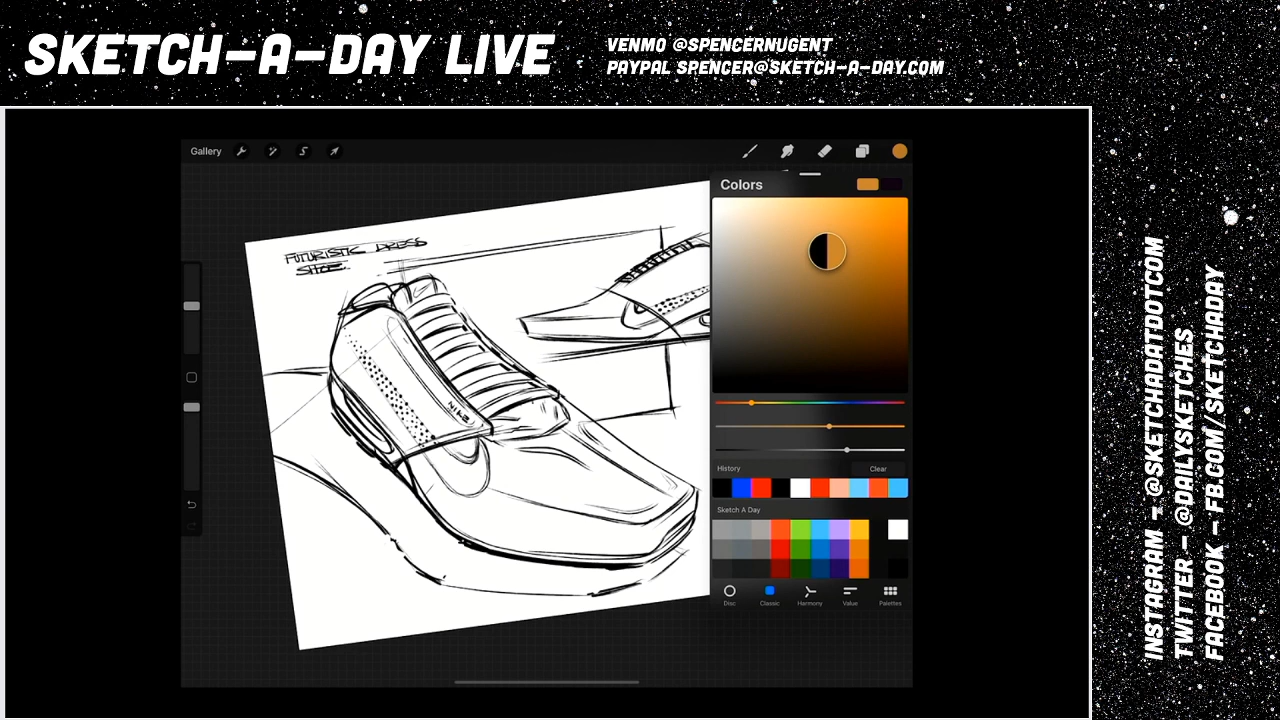 SKETCH-A-DAY LIVE
VENMO @SPENCERNUGENT
PAYPAL SPENCER@SKETCH-A-DAY.COM
Gallery
Colors
FUTURISTIC DRESS
SHOE
NIKE
History
Clear
Sketch A Day
Disc
Classic
Harmony
Value
Palettes
INSTAGRAM - @SKETCHADAYDOTCOM
TWITTER - @DAILYSKETCHES
FACEBOOK - FB.COM/SKETCHADAY